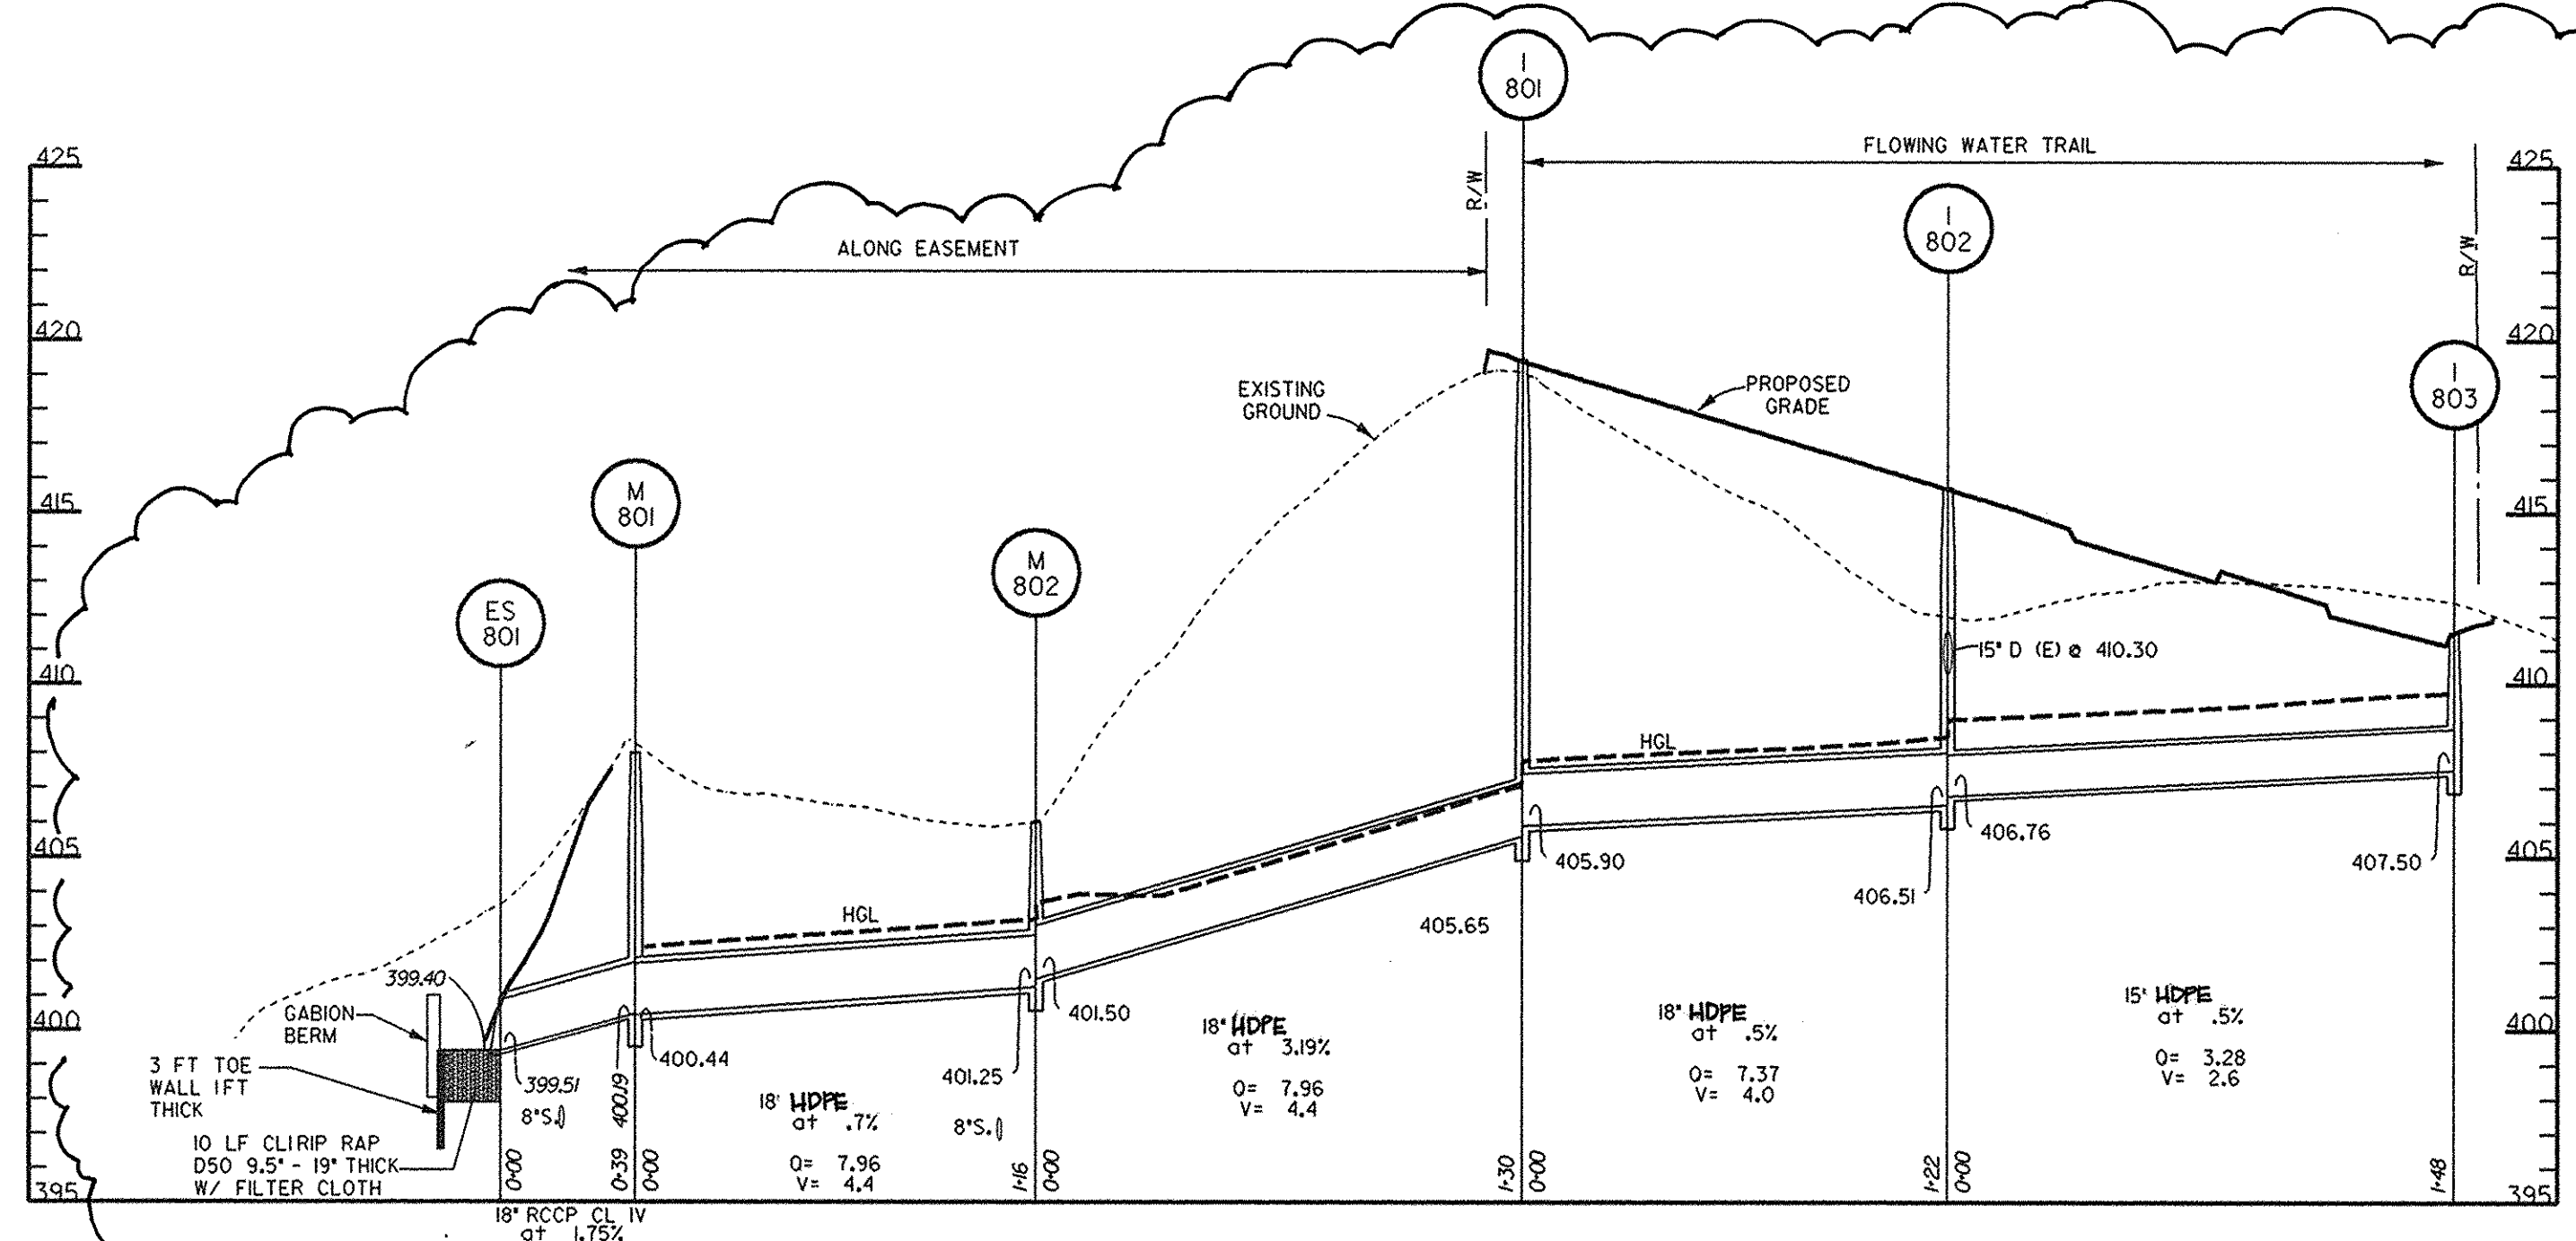 I
801
FLOWING WATER TRAIL
425
425
R/W
I
802
R/W
ALONG EASEMENT
420
420
I
803
EXISTING
GROUND
PROPOSED
GRADE
M
801
415
415
M
802
ES
801
15" D (E) @ 410.30
410
410
HGL
405
405
405.90
406.76
407.50
406.51
HGL
405.65
399.40
GABION
BERM
400
400
401.50
3 FT TOE
WALL 1FT
THICK
399.51
400.19
400.44
401.25
8"S.
8"S.
18" HDPE
at .7%
Q= 7.96
V= 4.4
18" HDPE
at 3.19%
Q= 7.96
V= 4.4
18" HDPE
at .5%
Q= 7.37
V= 4.0
15" HDPE
at .5%
Q= 3.28
V= 2.6
10 LF CLIRIP RAP
D50 9.5" - 19" THICK
W/ FILTER CLOTH
395
0+00
0+39
0+00
1+16
0+00
1+30
0+00
1+22
0+00
1+48
395
18" RCCP CL IV
at 1.75%